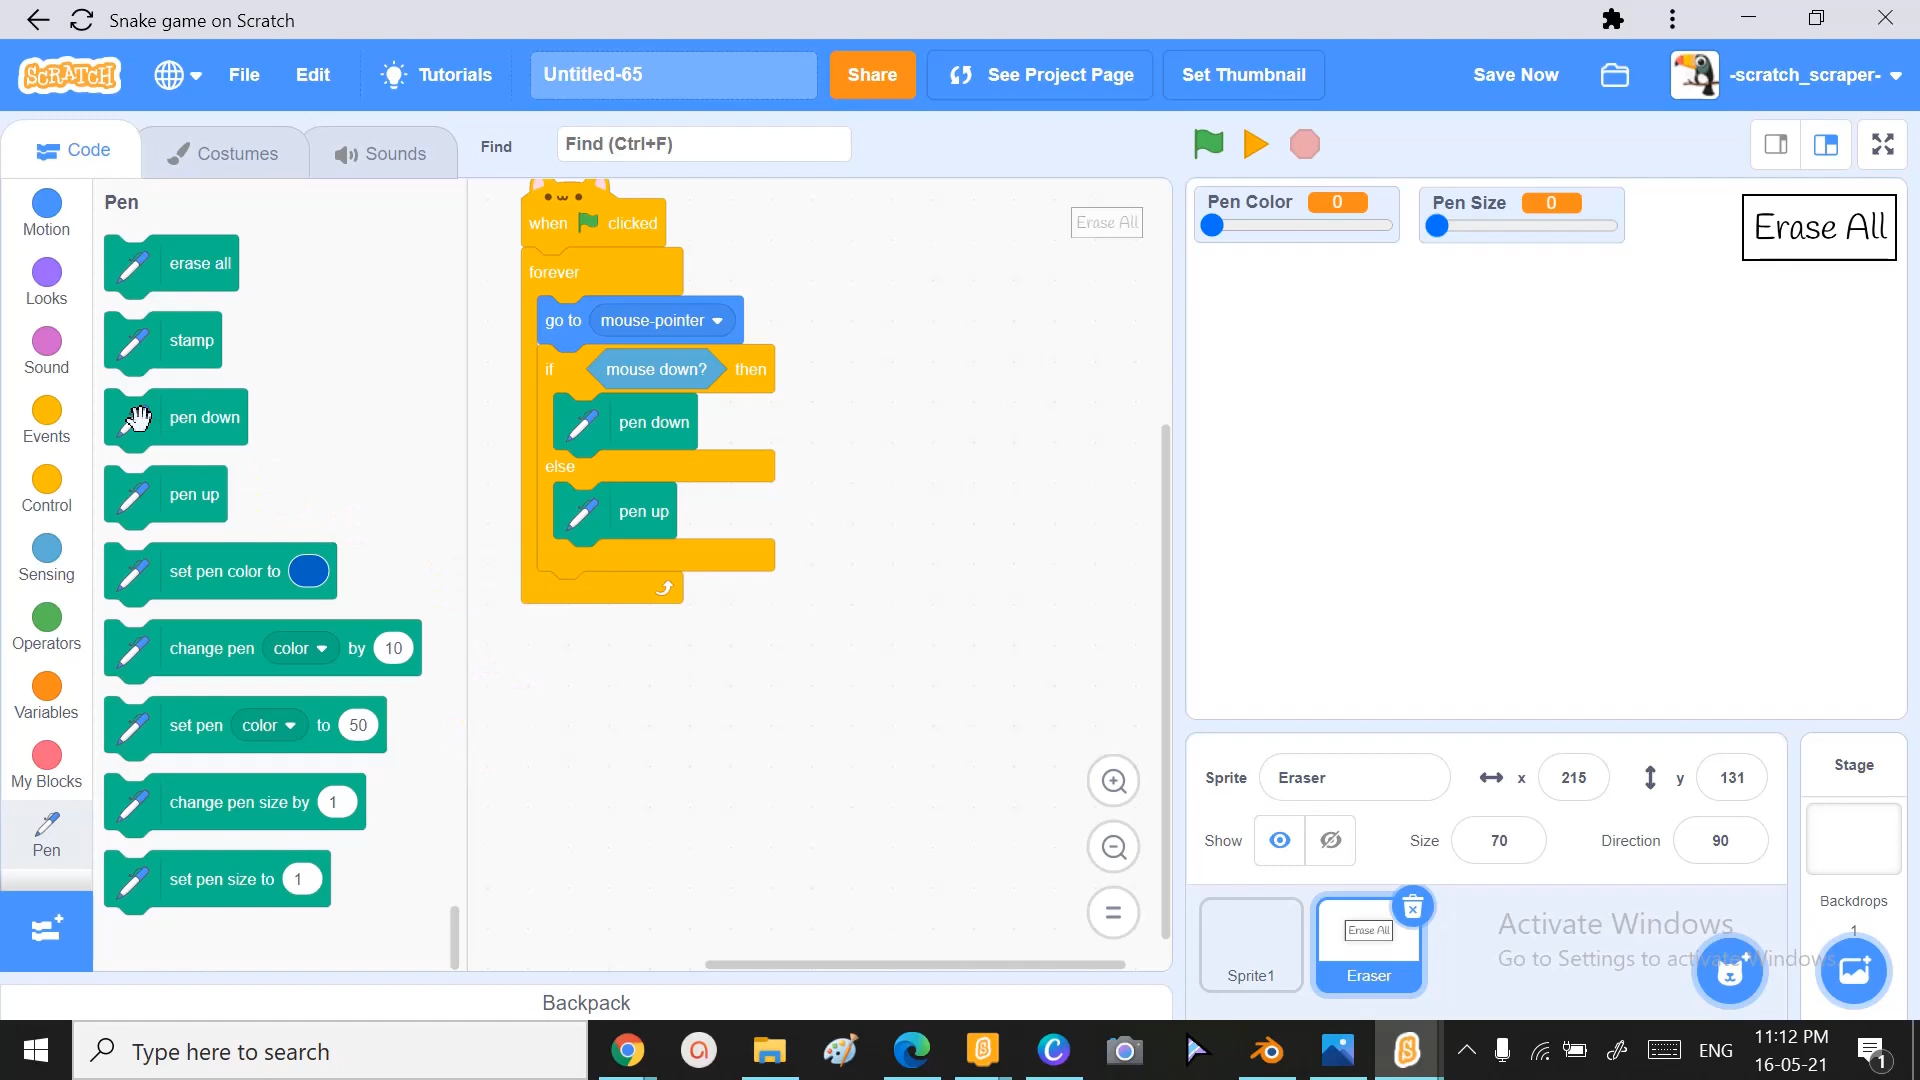 Snake game on Scratch
SCRATCH File Edit Tutorials Untitled-65 Share See Project Page Set Thumbnail Save Now -scratch_scraper-
Code Costumes Sounds Find Find (Ctrl+F)
Motion
Looks
Sound
Events
Control
Sensing
Operators
Variables
My Blocks
Pen
Pen
erase all
stamp
pen down
pen up
set pen color to
change pen color by 10
set pen color to 50
change pen size by 1
set pen size to 1
when clicked
forever
go to mouse-pointer
if mouse down? then
pen down
else
pen up
Erase All
Pen Color 0
Pen Size 0
Erase All
Sprite Eraser x 215 y 131
Show Size 70 Direction 90
Sprite1
Erase All
Eraser
Stage
Backdrops
1
Activate Windows
Go to Settings to activate Windows
Backpack
Type here to search
ENG
11:12 PM
16-05-21
1